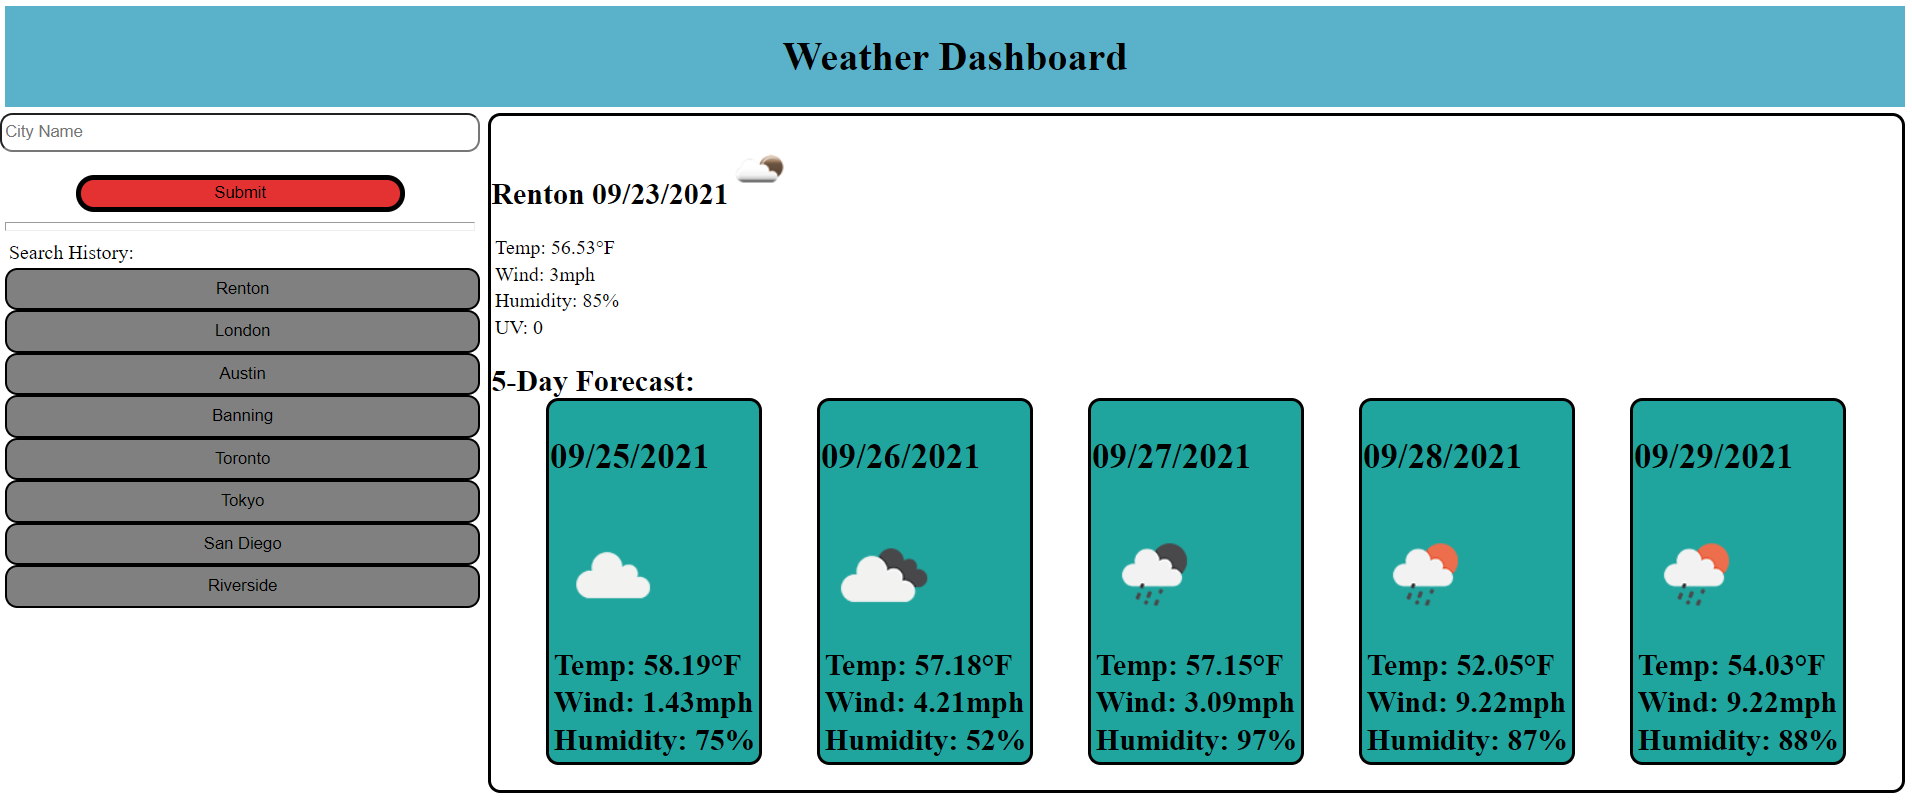 Weather Dashboard
City Name
Submit
Search History:
Renton
London
Austin
Banning
Toronto
Tokyo
San Diego
Riverside
Renton 09/23/2021
Temp: 56.53°F
Wind: 3mph
Humidity: 85%
UV: 0
5-Day Forecast:
09/25/2021
Temp: 58.19°F
Wind: 1.43mph
Humidity: 75%
09/26/2021
Temp: 57.18°F
Wind: 4.21mph
Humidity: 52%
09/27/2021
Temp: 57.15°F
Wind: 3.09mph
Humidity: 97%
09/28/2021
Temp: 52.05°F
Wind: 9.22mph
Humidity: 87%
09/29/2021
Temp: 54.03°F
Wind: 9.22mph
Humidity: 88%